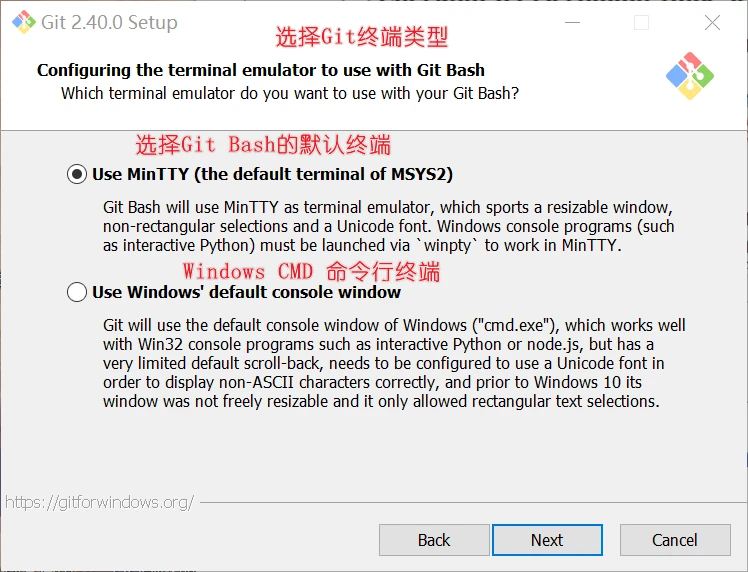 Git 2.40.0 Setup
选择Git终端类型
Configuring the terminal emulator to use with Git Bash
Which terminal emulator do you want to use with your Git Bash?
选择Git Bash的默认终端
Use MinTTY (the default terminal of MSYS2)
Git Bash will use MinTTY as terminal emulator, which sports a resizable window,
non-rectangular selections and a Unicode font. Windows console programs (such
as interactive Python) must be launched via `winpty` to work in MinTTY.
Windows CMD 命令行终端
Use Windows' default console window
Git will use the default console window of Windows ("cmd.exe"), which works well
with Win32 console programs such as interactive Python or node.js, but has a
very limited default scroll-back, needs to be configured to use a Unicode font in
order to display non-ASCII characters correctly, and prior to Windows 10 its
window was not freely resizable and it only allowed rectangular text selections.
https://gitforwindows.org/
Back
Next
Cancel